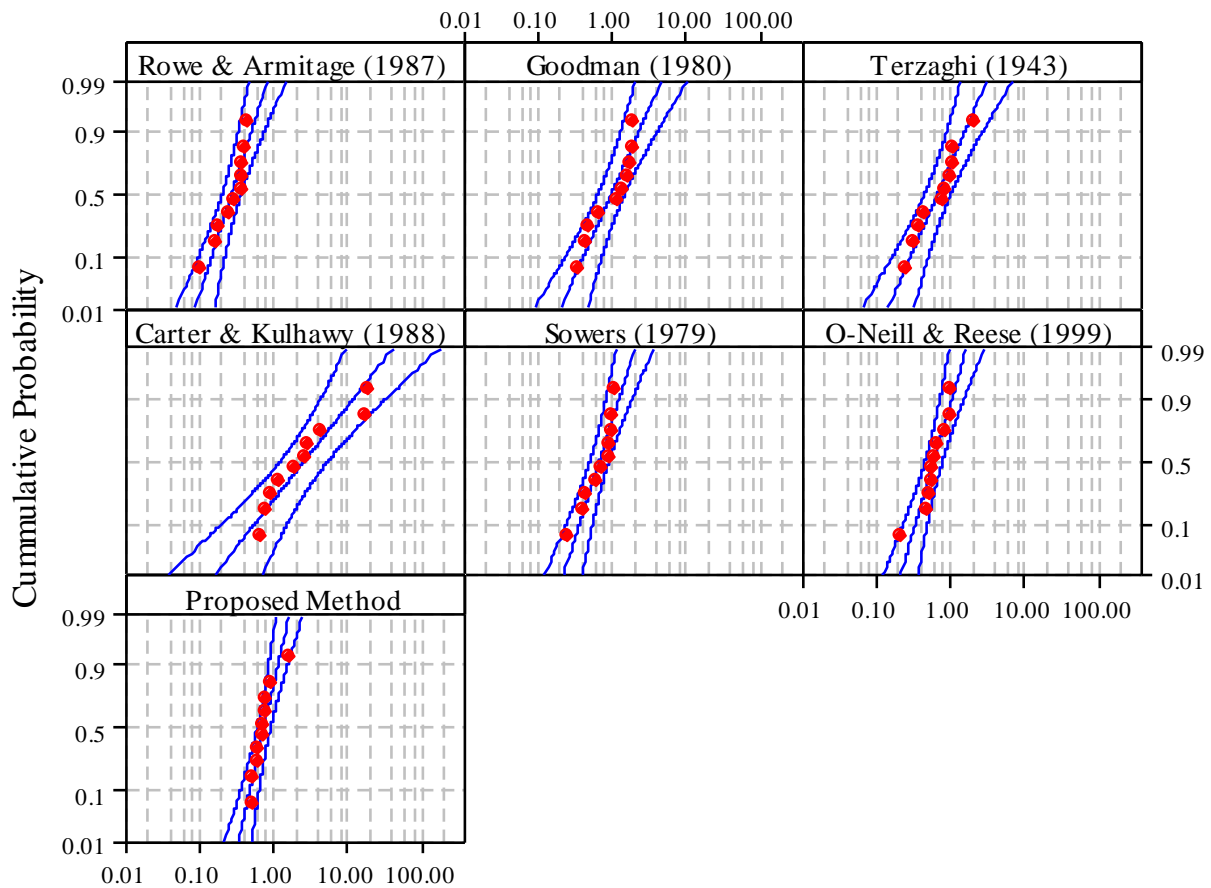 0.01 0.10 1.00 10.00 100.00
Rowe & Armitage (1987) Goodman (1980) Terzaghi (1943)
0.99
0.9
0.5
0.1
0.01
Cummulative Probability
Carter & Kulhawy (1988) Sowers (1979) O-Neill & Reese (1999)
0.99
0.9
0.5
0.1
0.01
0.01 0.10 1.00 10.00 100.00
Proposed Method
0.99
0.9
0.5
0.1
0.01
0.01 0.10 1.00 10.00 100.00